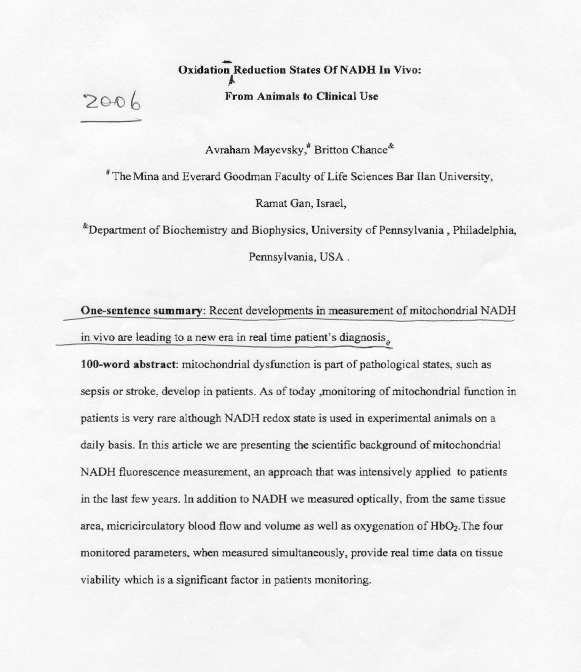 Oxidation-Reduction States Of NADH In Vivo:
2006
From Animals to Clinical Use
Avraham Mayevsky,# Britton Chance&
# The Mina and Everard Goodman Faculty of Life Sciences Bar Ilan University,
Ramat Gan, Israel,
&Department of Biochemistry and Biophysics, University of Pennsylvania , Philadelphia,
Pennsylvania, USA .
One-sentence summary: Recent developments in measurement of mitochondrial NADH
in vivo are leading to a new era in real time patient's diagnosis.
100-word abstract: mitochondrial dysfunction is part of pathological states, such as
sepsis or stroke, develop in patients. As of today ,monitoring of mitochondrial function in
patients is very rare although NADH redox state is used in experimental animals on a
daily basis. In this article we are presenting the scientific background of mitochondrial
NADH fluorescence measurement, an approach that was intensively applied to patients
in the last few years. In addition to NADH we measured optically, from the same tissue
area, micricirculatory blood flow and volume as well as oxygenation of HbO₂.The four
monitored parameters, when measured simultaneously, provide real time data on tissue
viability which is a significant factor in patients monitoring.